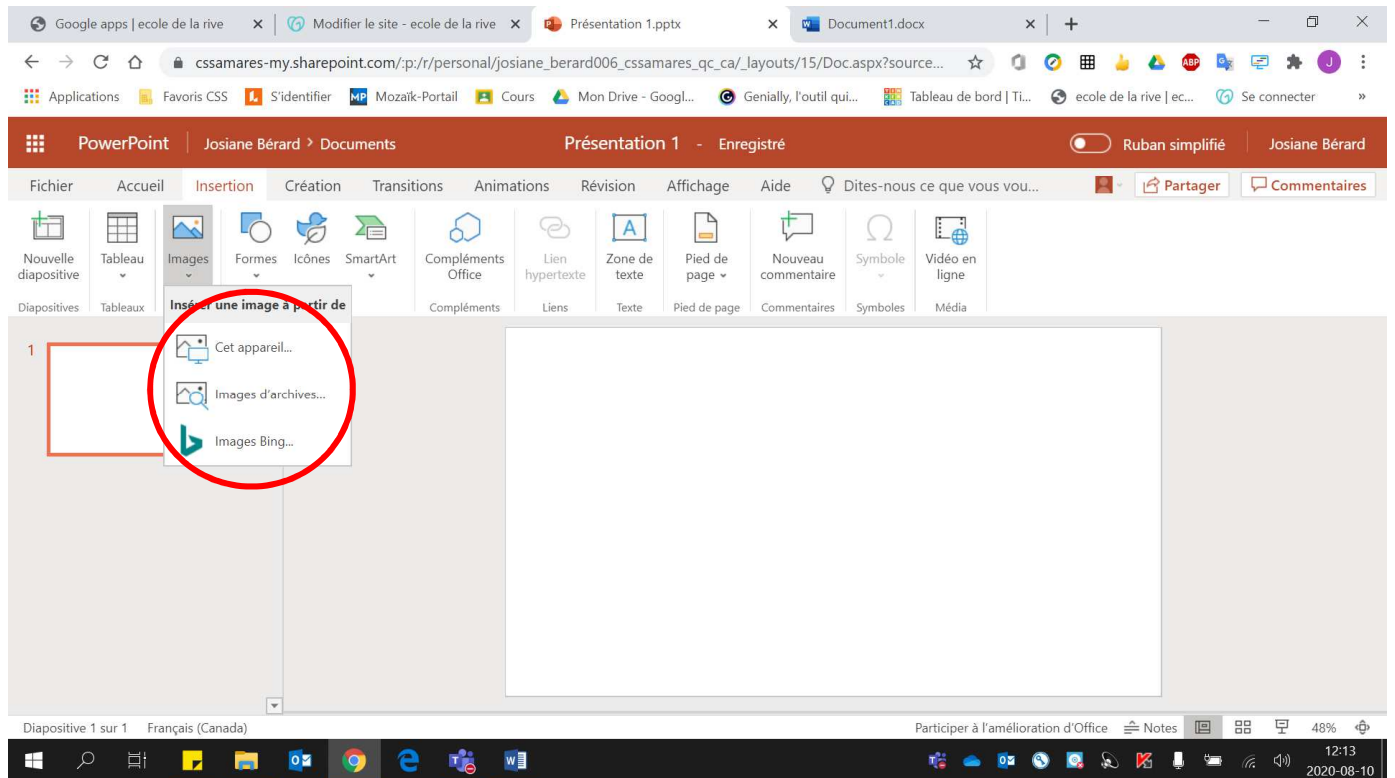 Google apps | ecole de la rive
Modifier le site - ecole de la rive
Présentation 1.pptx
Document1.docx
cssamares-my.sharepoint.com/:p:/r/personal/josiane_berard006_cssamares_qc_ca/_layouts/15/Doc.aspx?source...
ABP
J
Applications
Favoris CSS
S'identifier
MP Mozaïk-Portail
Cours
Mon Drive - Googl...
Genially, l'outil qui...
Tableau de bord | Ti...
ecole de la rive | ec...
Se connecter
»
PowerPoint
Josiane Bérard > Documents
Présentation 1 - Enregistré
Ruban simplifié
Josiane Bérard
Fichier Accueil Insertion Création Transitions Animations Révision Affichage Aide Dites-nous ce que vous vou...
Partager
Commentaires
Nouvelle diapositive
Tableau
Images
Formes
Icônes
SmartArt
Compléments Office
Lien hypertexte
Zone de texte
Pied de page
Nouveau commentaire
Symbole
Vidéo en ligne
Diapositives
Tableaux
Insérer une image à partir de
Compléments
Liens
Texte
Pied de page
Commentaires
Symboles
Média
Cet appareil...
Images d'archives...
Images Bing...
1
Diapositive 1 sur 1 Français (Canada)
Participer à l'amélioration d'Office
Notes
48%
12:13
2020-08-10